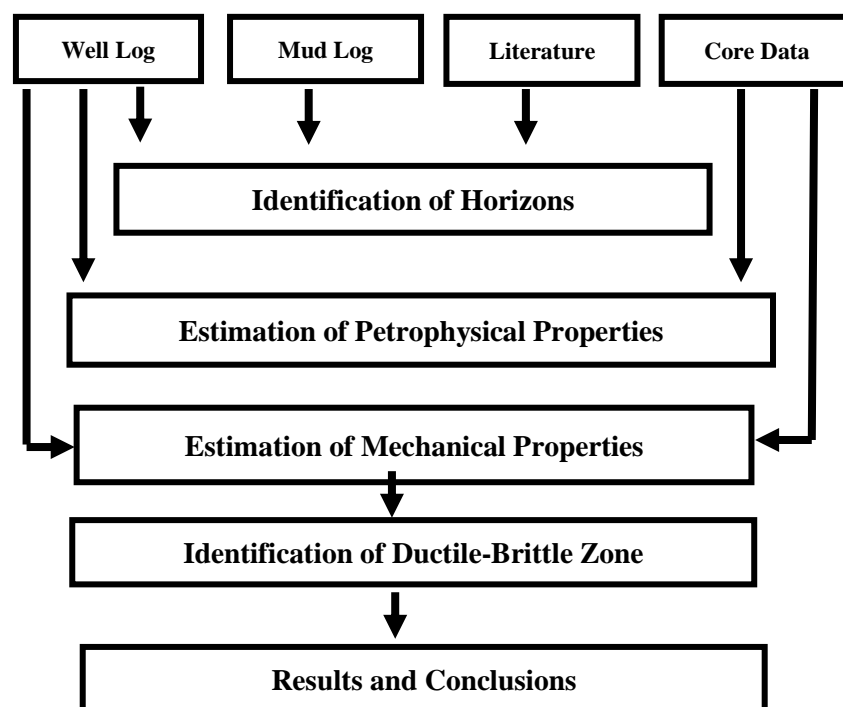 Well Log
Mud Log
Literature
Core Data
Identification of Horizons
Estimation of Petrophysical Properties
Estimation of Mechanical Properties
Identification of Ductile-Brittle Zone
Results and Conclusions